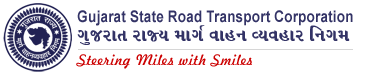 Gujarat State Road Transport Corporation
ગુજરાત રાજ્ય માર્ગ વાહન વ્યવહાર નિગમ
Steering Miles with Smiles